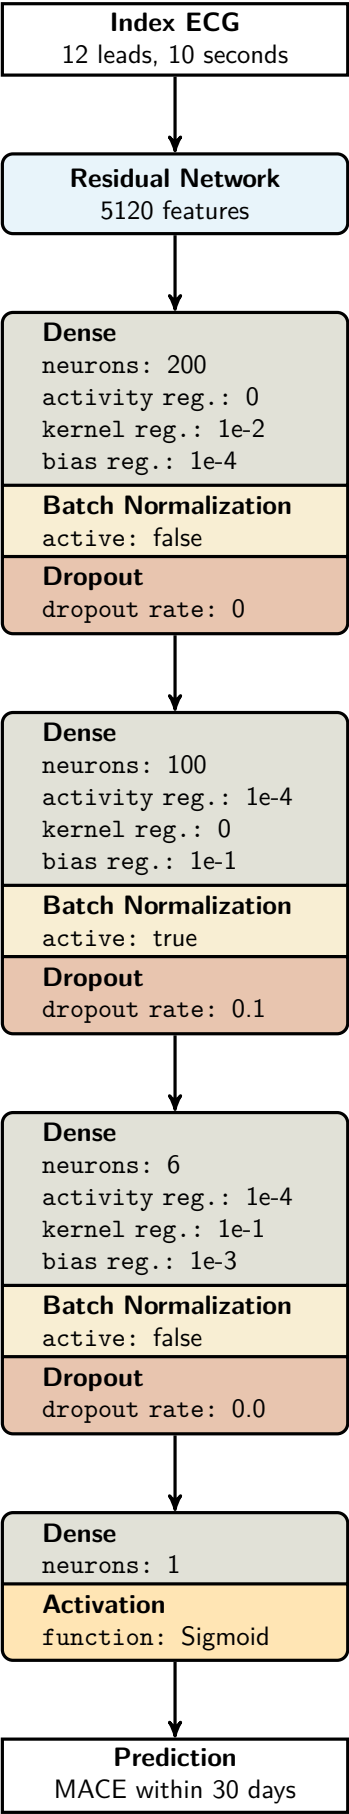 Index ECG
12 leads, 10 seconds
Residual Network
5120 features
Dense
neurons: 200
activity reg.: 0
kernel reg.: 1e-2
bias reg.: 1e-4
Batch Normalization
active: false
Dropout
dropout rate: 0
Dense
neurons: 100
activity reg.: 1e-4
kernel reg.: 0
bias reg.: 1e-1
Batch Normalization
active: true
Dropout
dropout rate: 0.1
Dense
neurons: 6
activity reg.: 1e-4
kernel reg.: 1e-1
bias reg.: 1e-3
Batch Normalization
active: false
Dropout
dropout rate: 0.0
Dense
neurons: 1
Activation
function: Sigmoid
Prediction
MACE within 30 days